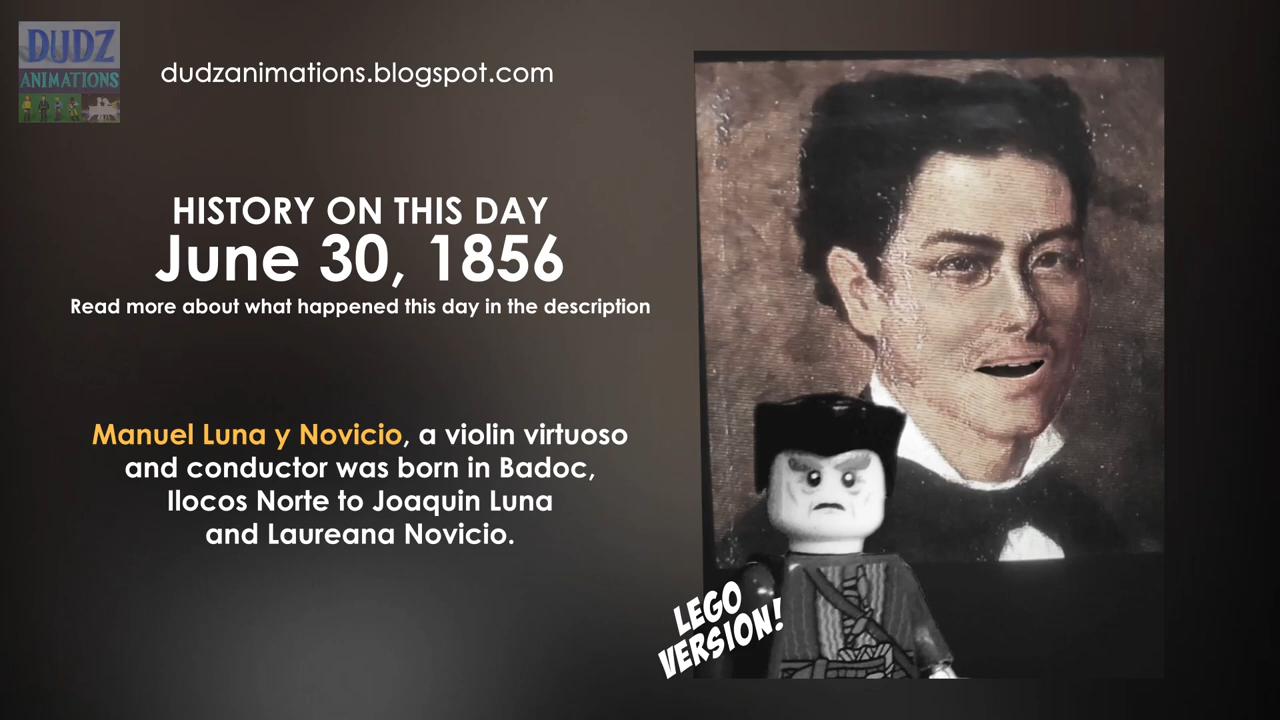 DUDZ
ANIMATIONS
dudzanimations.blogspot.com
HISTORY ON THIS DAY
June 30, 1856
Read more about what happened this day in the description
Manuel Luna y Novicio, a violin virtuoso
and conductor was born in Badoc,
Ilocos Norte to Joaquin Luna
and Laureana Novicio.
LEGO
VERSION!